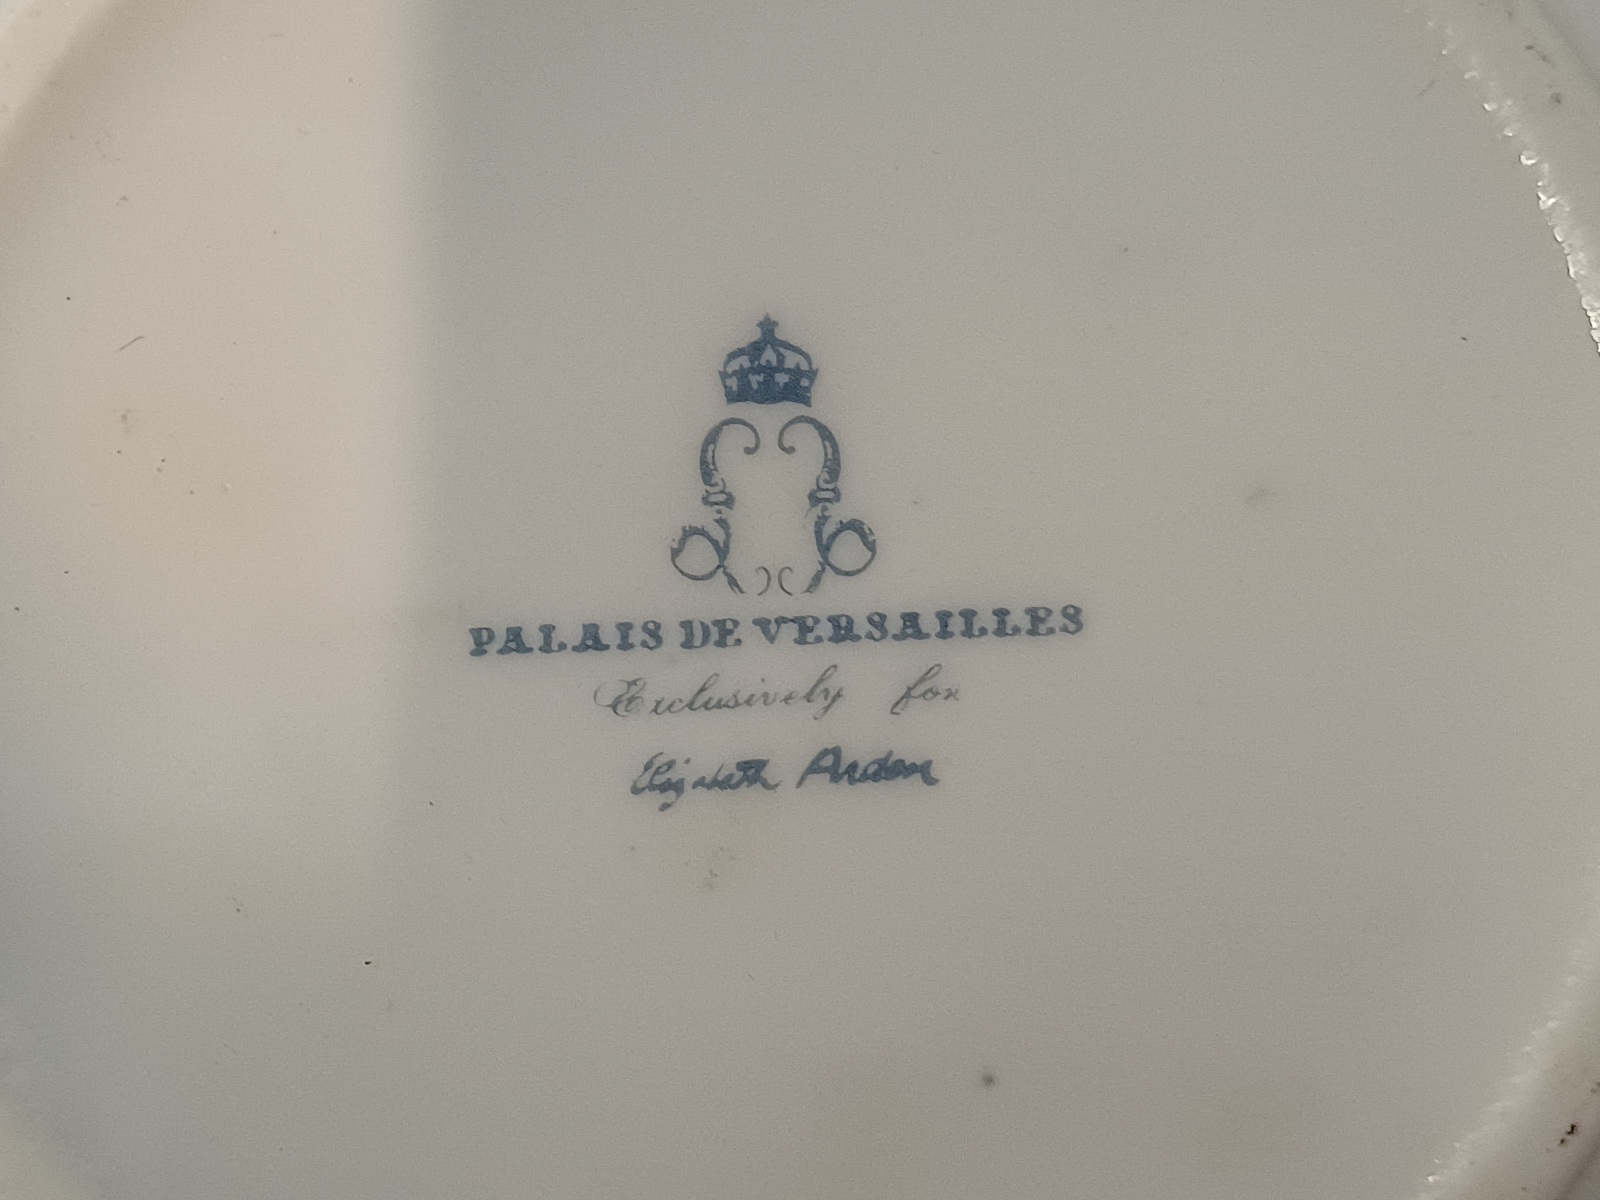 PALAIS DE VERSAILLES
Exclusively for
Elizabeth Arden